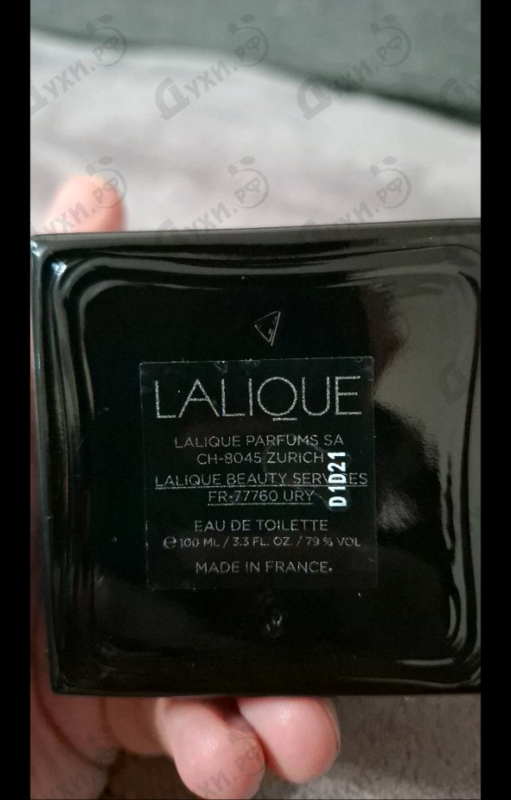 LALIQUE
LALIQUE PARFUMS SA
CH-8045 ZURICH
LALIQUE BEAUTY SERVICES
FR-77760 URY
D1D21
EAU DE TOILETTE
℮ 100 ML / 3.3 FL. OZ. / 79 % VOL
MADE IN FRANCE.
Духи.РФ